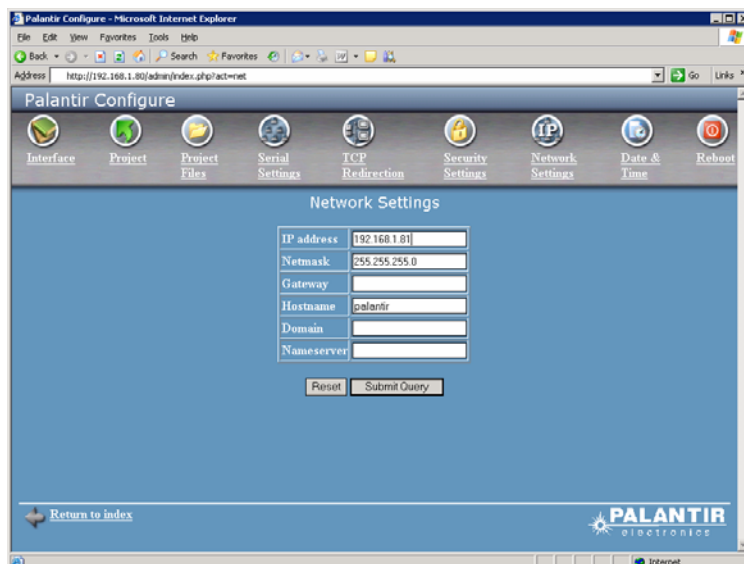 Palantir Configure - Microsoft Internet Explorer
File Edit View Favorites Tools Help
Back Search Favorites
Address http://192.168.1.80/admin/index.php?act=net Go Links
Palantir Configure
Interface Project Project Files Serial Settings TCP Redirection Security Settings Network Settings Date & Time Reboot
Network Settings
IP address 192.168.1.81
Netmask 255.255.255.0
Gateway
Hostname palantir
Domain
Nameserver
Reset Submit Query
Return to index
PALANTIR
electronics
Internet